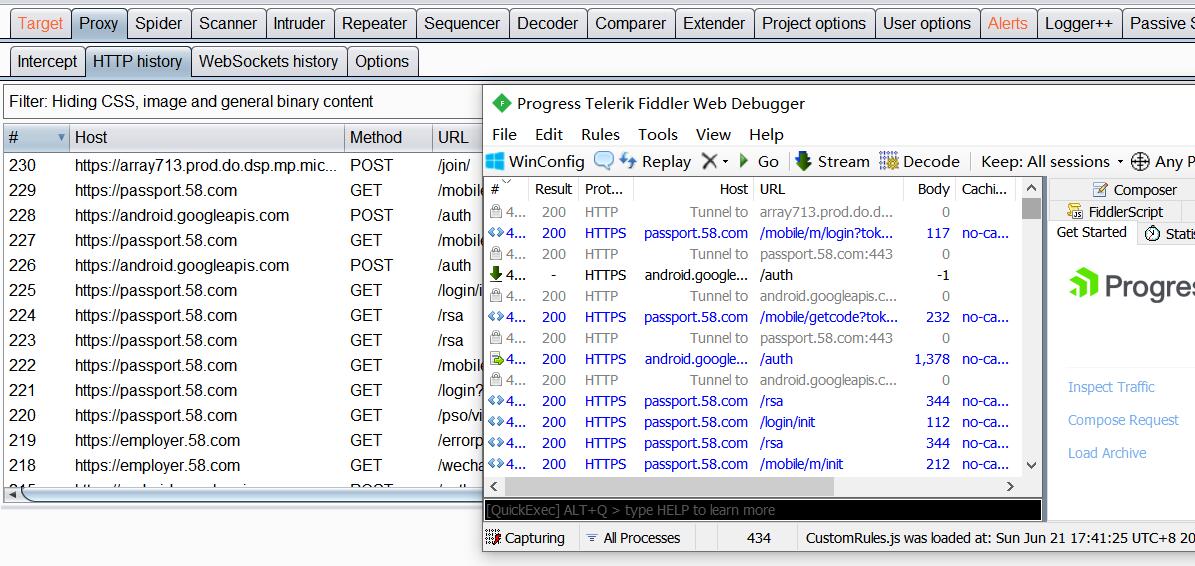 Target Proxy Spider Scanner Intruder Repeater Sequencer Decoder Comparer Extender Project options User options Alerts Logger++ Passive S
Intercept HTTP history WebSockets history Options
Filter: Hiding CSS, image and general binary content
# Host Method URL
230 https://array713.prod.do.dsp.mp.mic... POST /join/
229 https://passport.58.com GET /mobile
228 https://android.googleapis.com POST /auth
227 https://passport.58.com GET /mobile
226 https://android.googleapis.com POST /auth
225 https://passport.58.com GET /login/i
224 https://passport.58.com GET /rsa
223 https://passport.58.com GET /rsa
222 https://passport.58.com GET /mobile
221 https://passport.58.com GET /login?
220 https://passport.58.com GET /pso/vi
219 https://employer.58.com GET /errorp
218 https://employer.58.com GET /wecha
Progress Telerik Fiddler Web Debugger
File Edit Rules Tools View Help
WinConfig Replay Go Stream Decode Keep: All sessions Any P
# Result Prot... Host URL Body Cachi...
4... 200 HTTP Tunnel to array713.prod.do.d... 0
4... 200 HTTPS passport.58.com /mobile/m/login?tok... 117 no-ca...
4... 200 HTTP Tunnel to passport.58.com:443 0
4... - HTTPS android.google... /auth -1
4... 200 HTTP Tunnel to android.googleapis.c... 0
4... 200 HTTPS passport.58.com /mobile/getcode?tok... 232 no-ca...
4... 200 HTTP Tunnel to passport.58.com:443 0
4... 200 HTTPS android.google... /auth 1,378 no-ca...
4... 200 HTTP Tunnel to android.googleapis.c... 0
4... 200 HTTPS passport.58.com /rsa 344 no-ca...
4... 200 HTTPS passport.58.com /login/init 112 no-ca...
4... 200 HTTPS passport.58.com /rsa 344 no-ca...
4... 200 HTTPS passport.58.com /mobile/m/init 212 no-ca...
[QuickExec] ALT+Q > type HELP to learn more
Capturing All Processes 434 CustomRules.js was loaded at: Sun Jun 21 17:41:25 UTC+8 20
Composer
FiddlerScript
Get Started Statis
Progres
Inspect Traffic
Compose Request
Load Archive